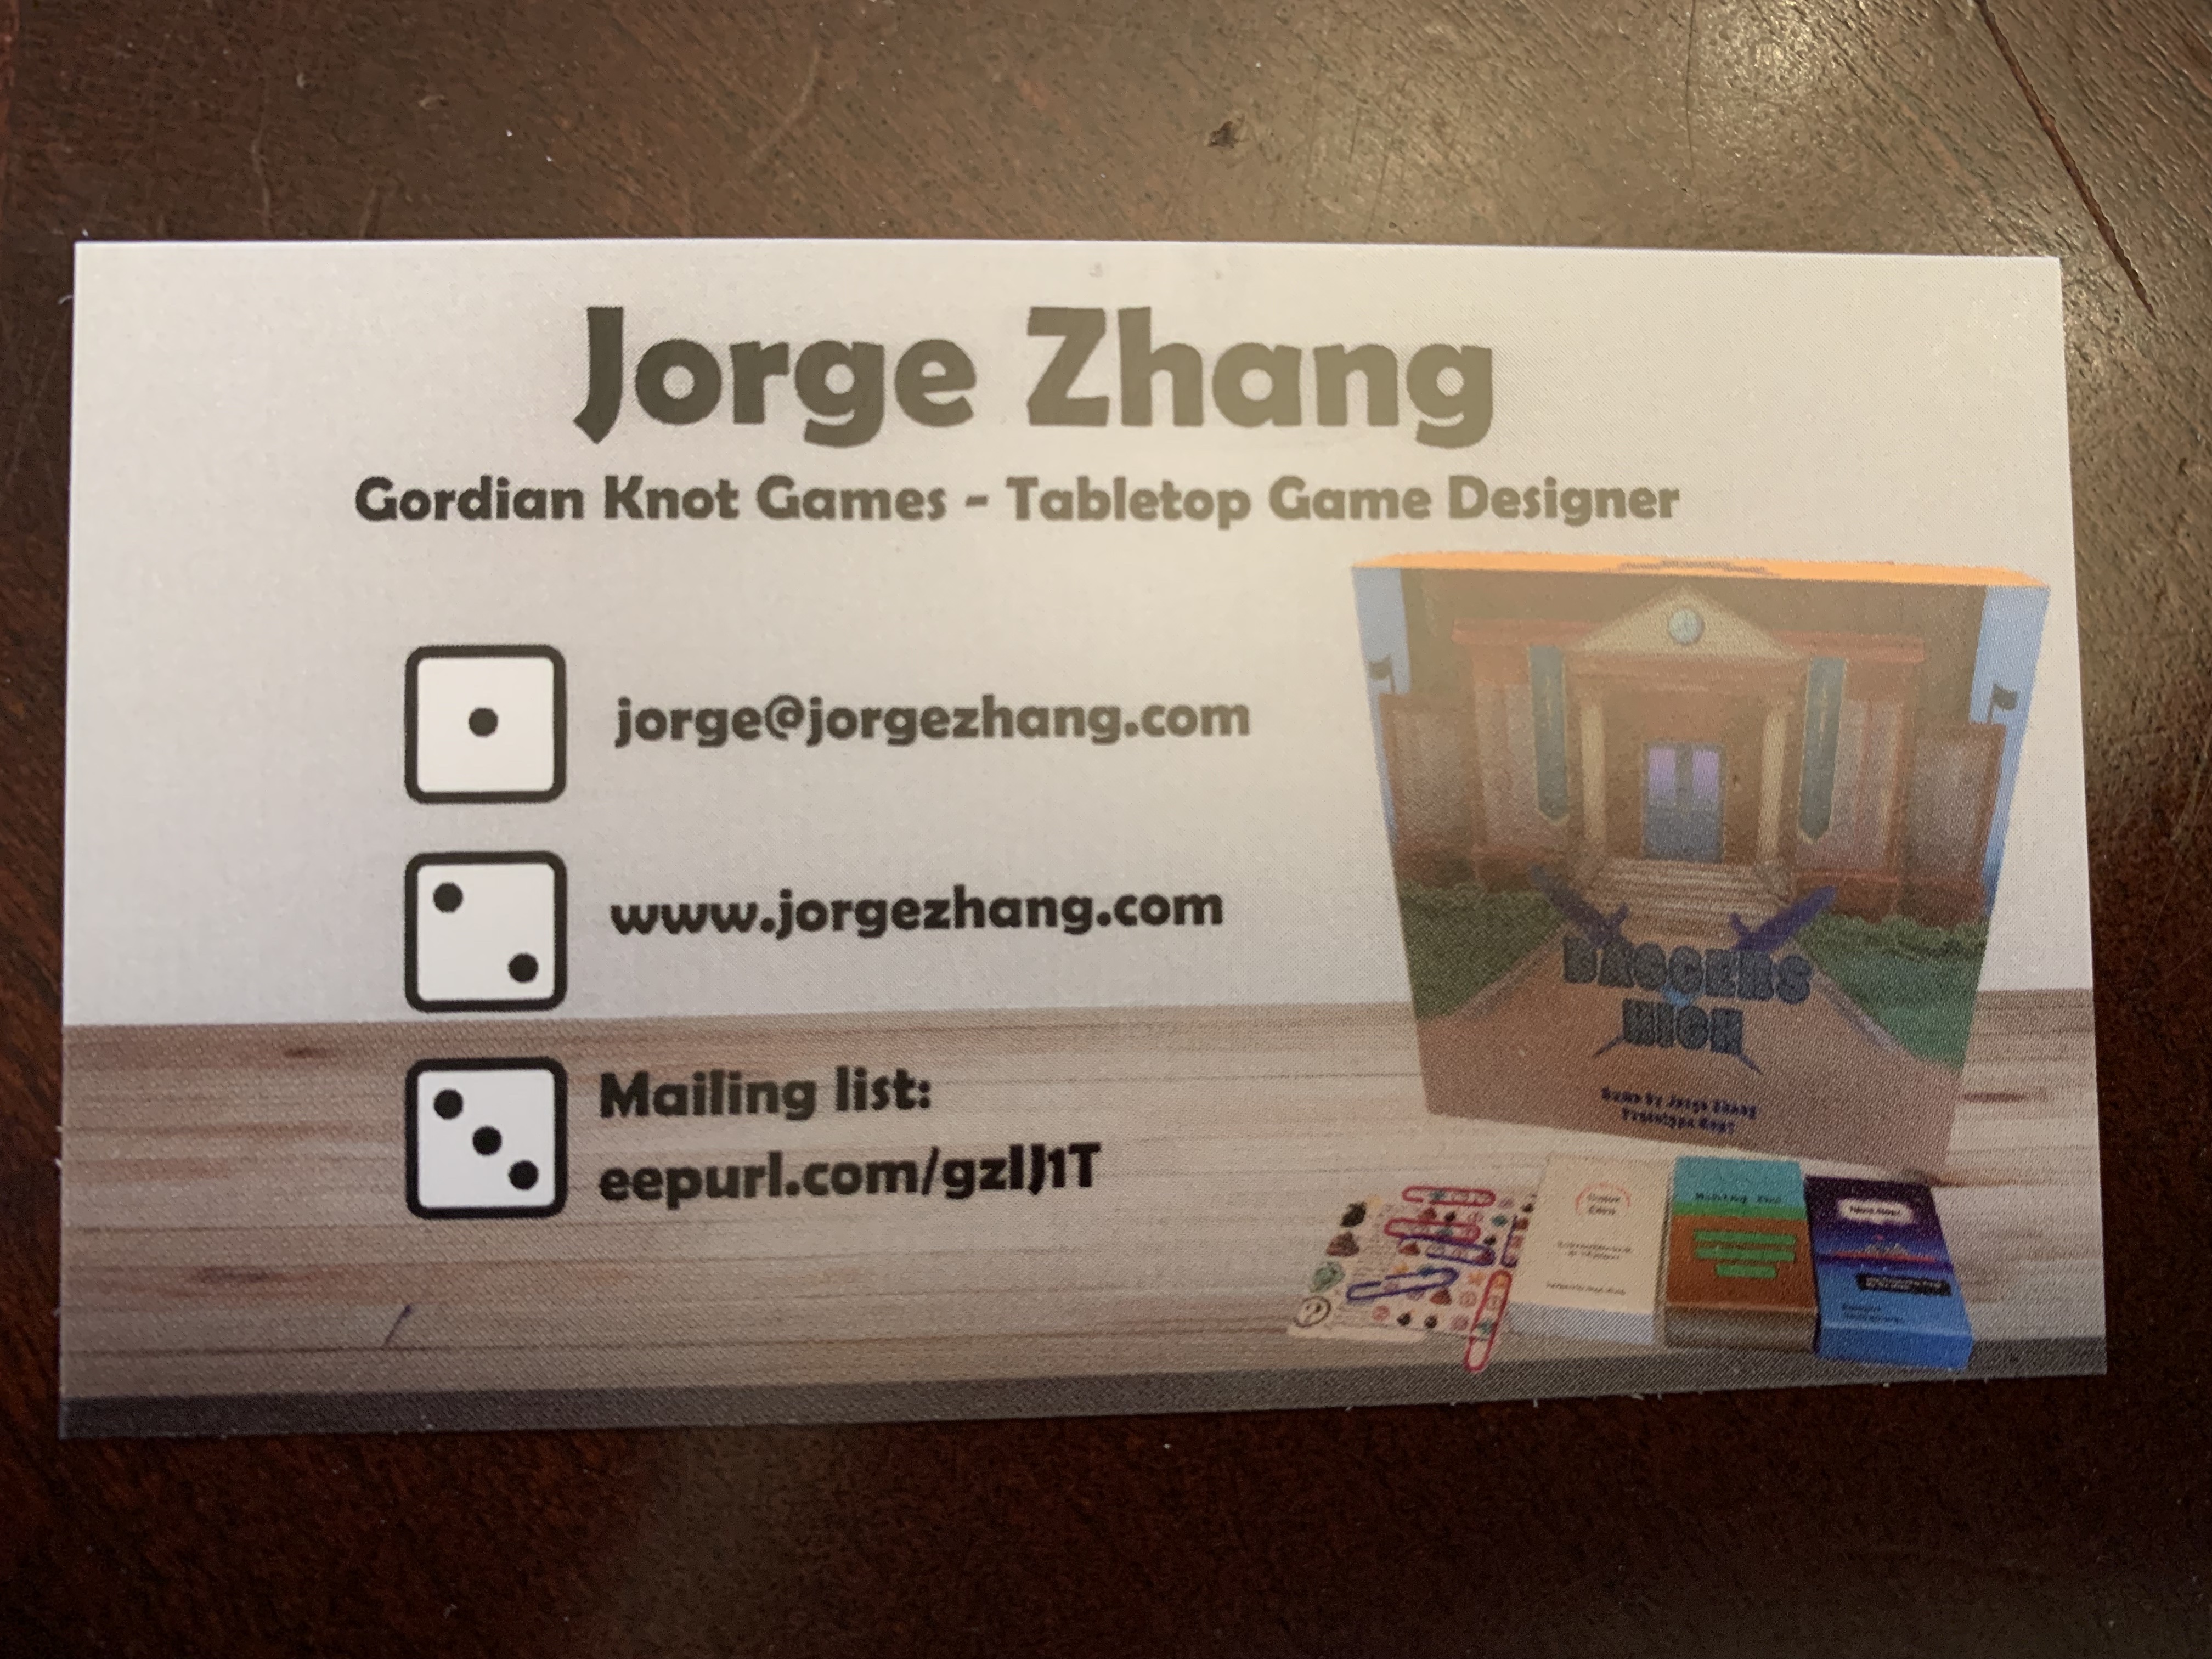 Jorge Zhang
Gordian Knot Games - Tabletop Game Designer
jorge@jorgezhang.com
www.jorgezhang.com
Mailing list:
eepurl.com/gzlJ1T
DAGGERS
HIGH
Game by Jorge Zhang